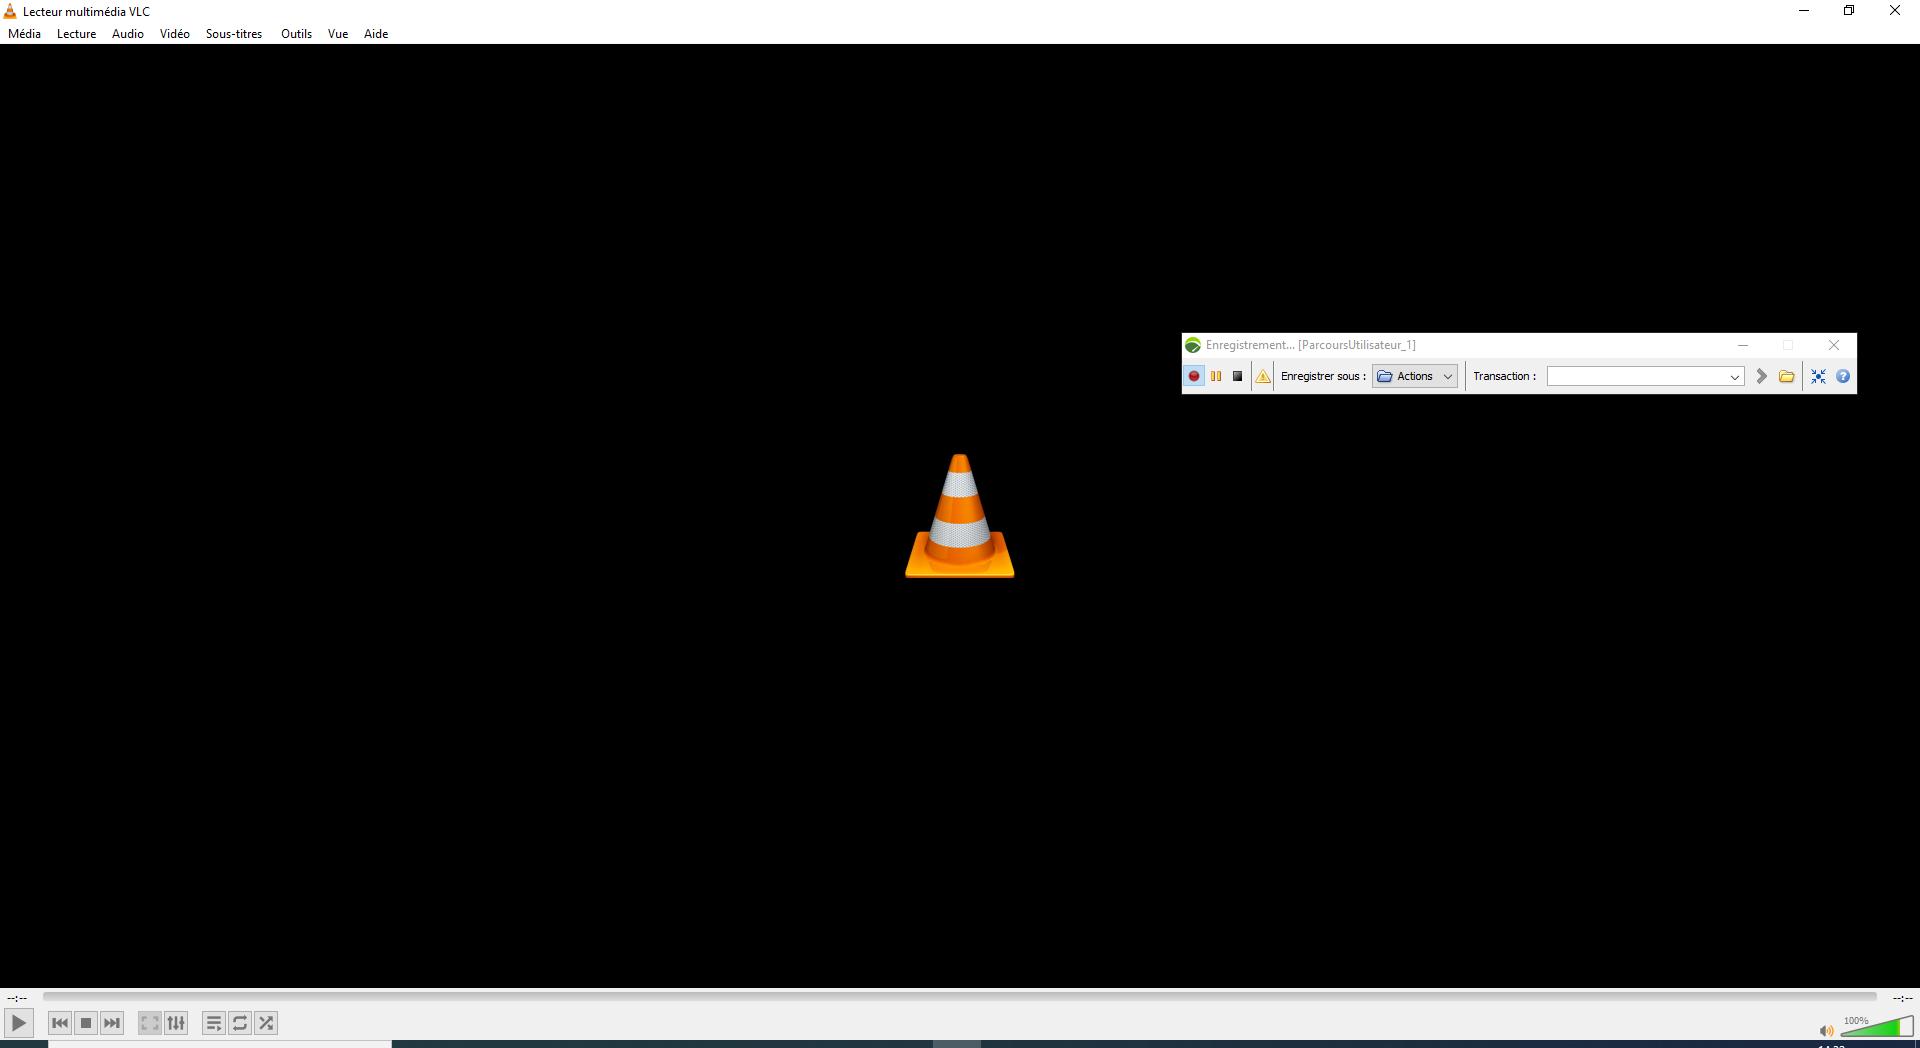 Lecteur multimédia VLC
Média Lecture Audio Vidéo Sous-titres Outils Vue Aide
Enregistrement... [ParcoursUtilisateur_1]
Enregistrer sous : Actions Transaction :
--:-- --:--
100%